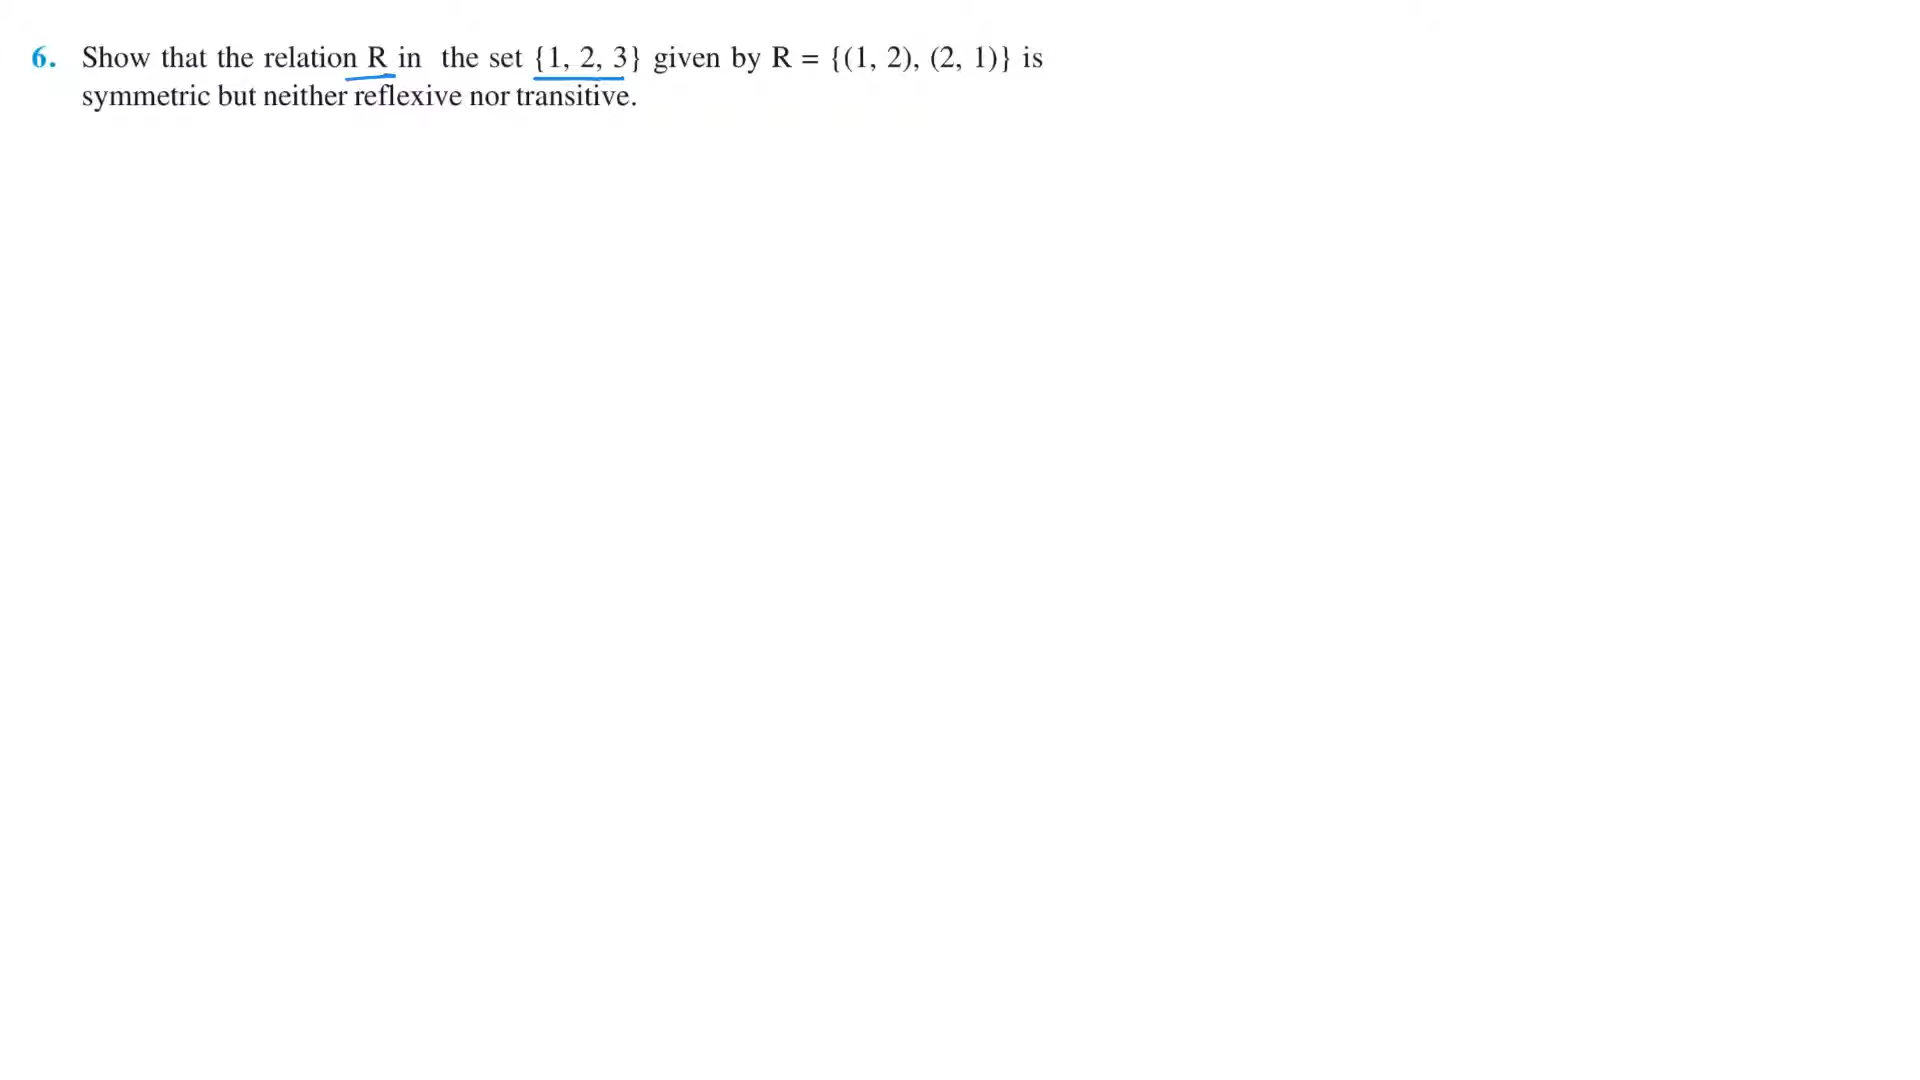 6. Show that the relation R in the set {1, 2, 3} given by R = {(1, 2), (2, 1)} is
symmetric but neither reflexive nor transitive.